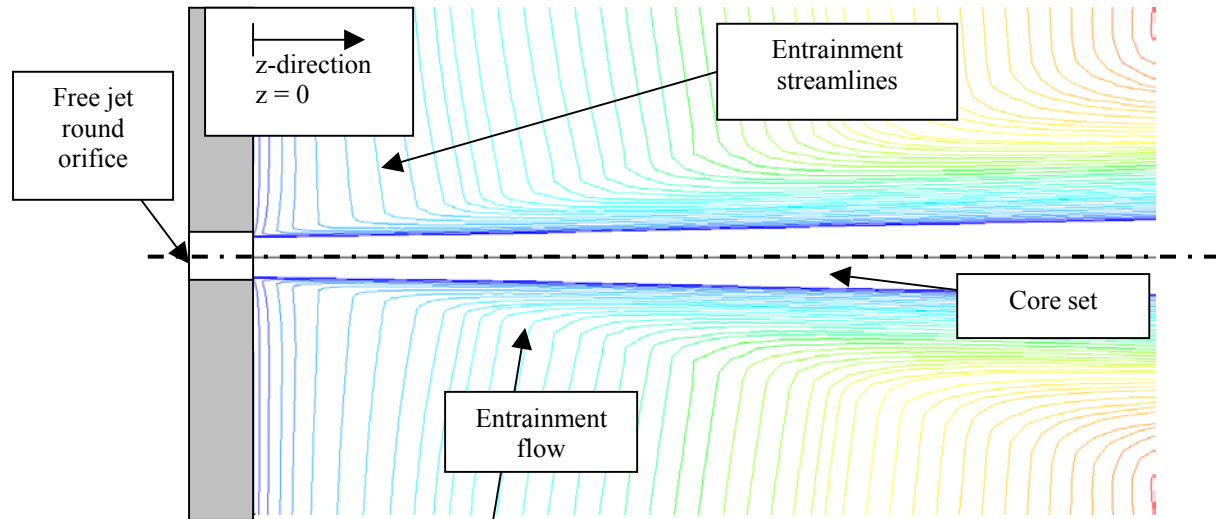 z-direction
z = 0
Entrainment
streamlines
Free jet
round
orifice
Core set
Entrainment
flow